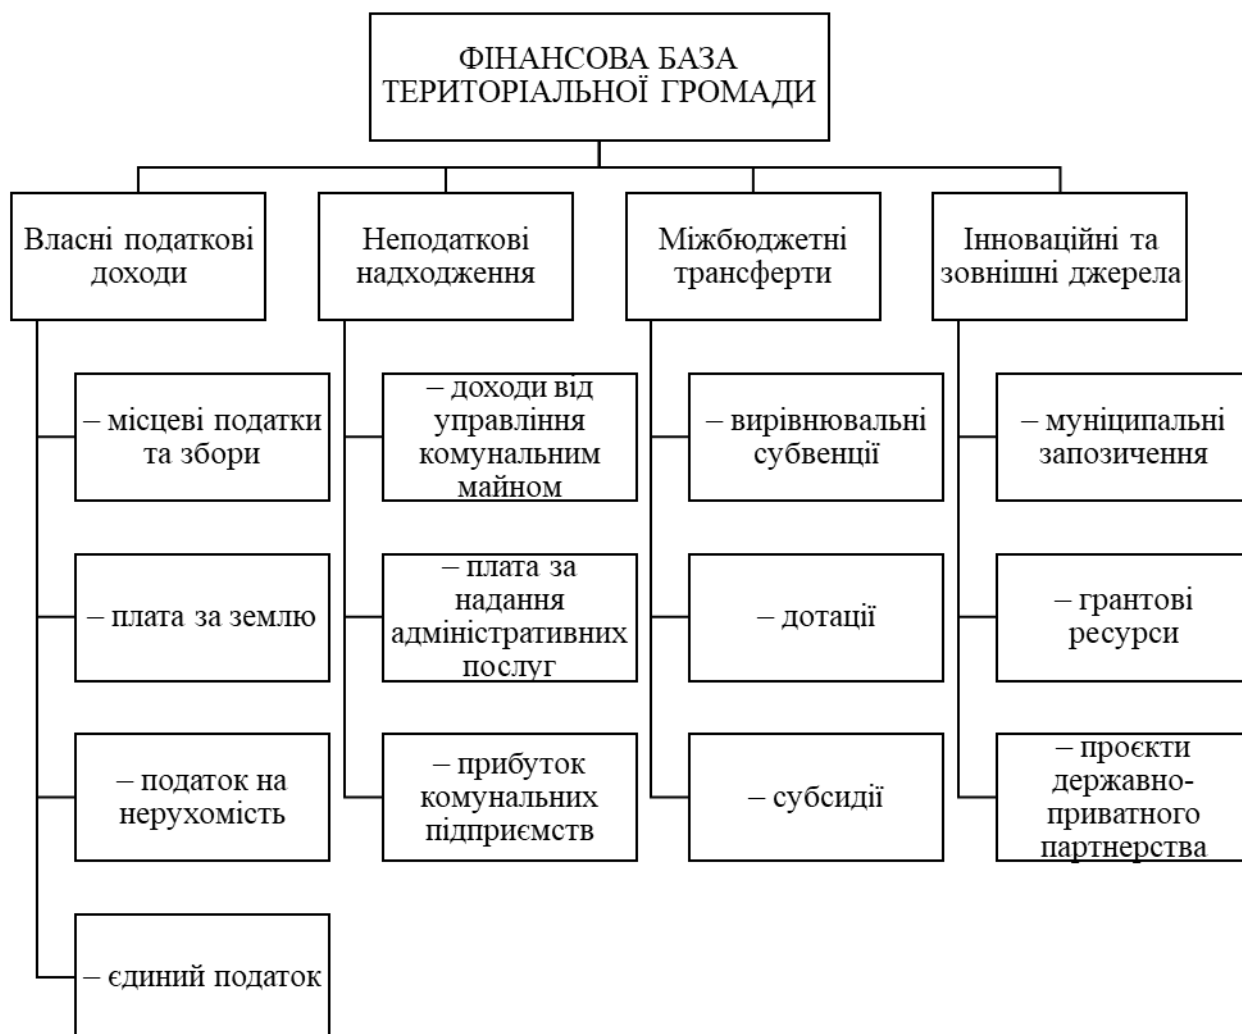 ФІНАНСОВА БАЗА
ТЕРИТОРІАЛЬНОЇ ГРОМАДИ
Власні податкові
доходи
– місцеві податки
та збори
– плата за землю
– податок на
нерухомість
– єдиний податок
Неподаткові
надходження
– доходи від
управління
комунальним
майном
– плата за
надання
адміністративних
послуг
– прибуток
комунальних
підприємств
Міжбюджетні
трансферти
– вирівнювальні
субвенції
– дотації
– субсидії
Інноваційні та
зовнішні джерела
– муніципальні
запозичення
– грантові
ресурси
– проєкти
державно-
приватного
партнерства